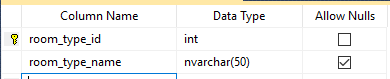 Column Name Data Type Allow Nulls
room_type_id int
room_type_name nvarchar(50)